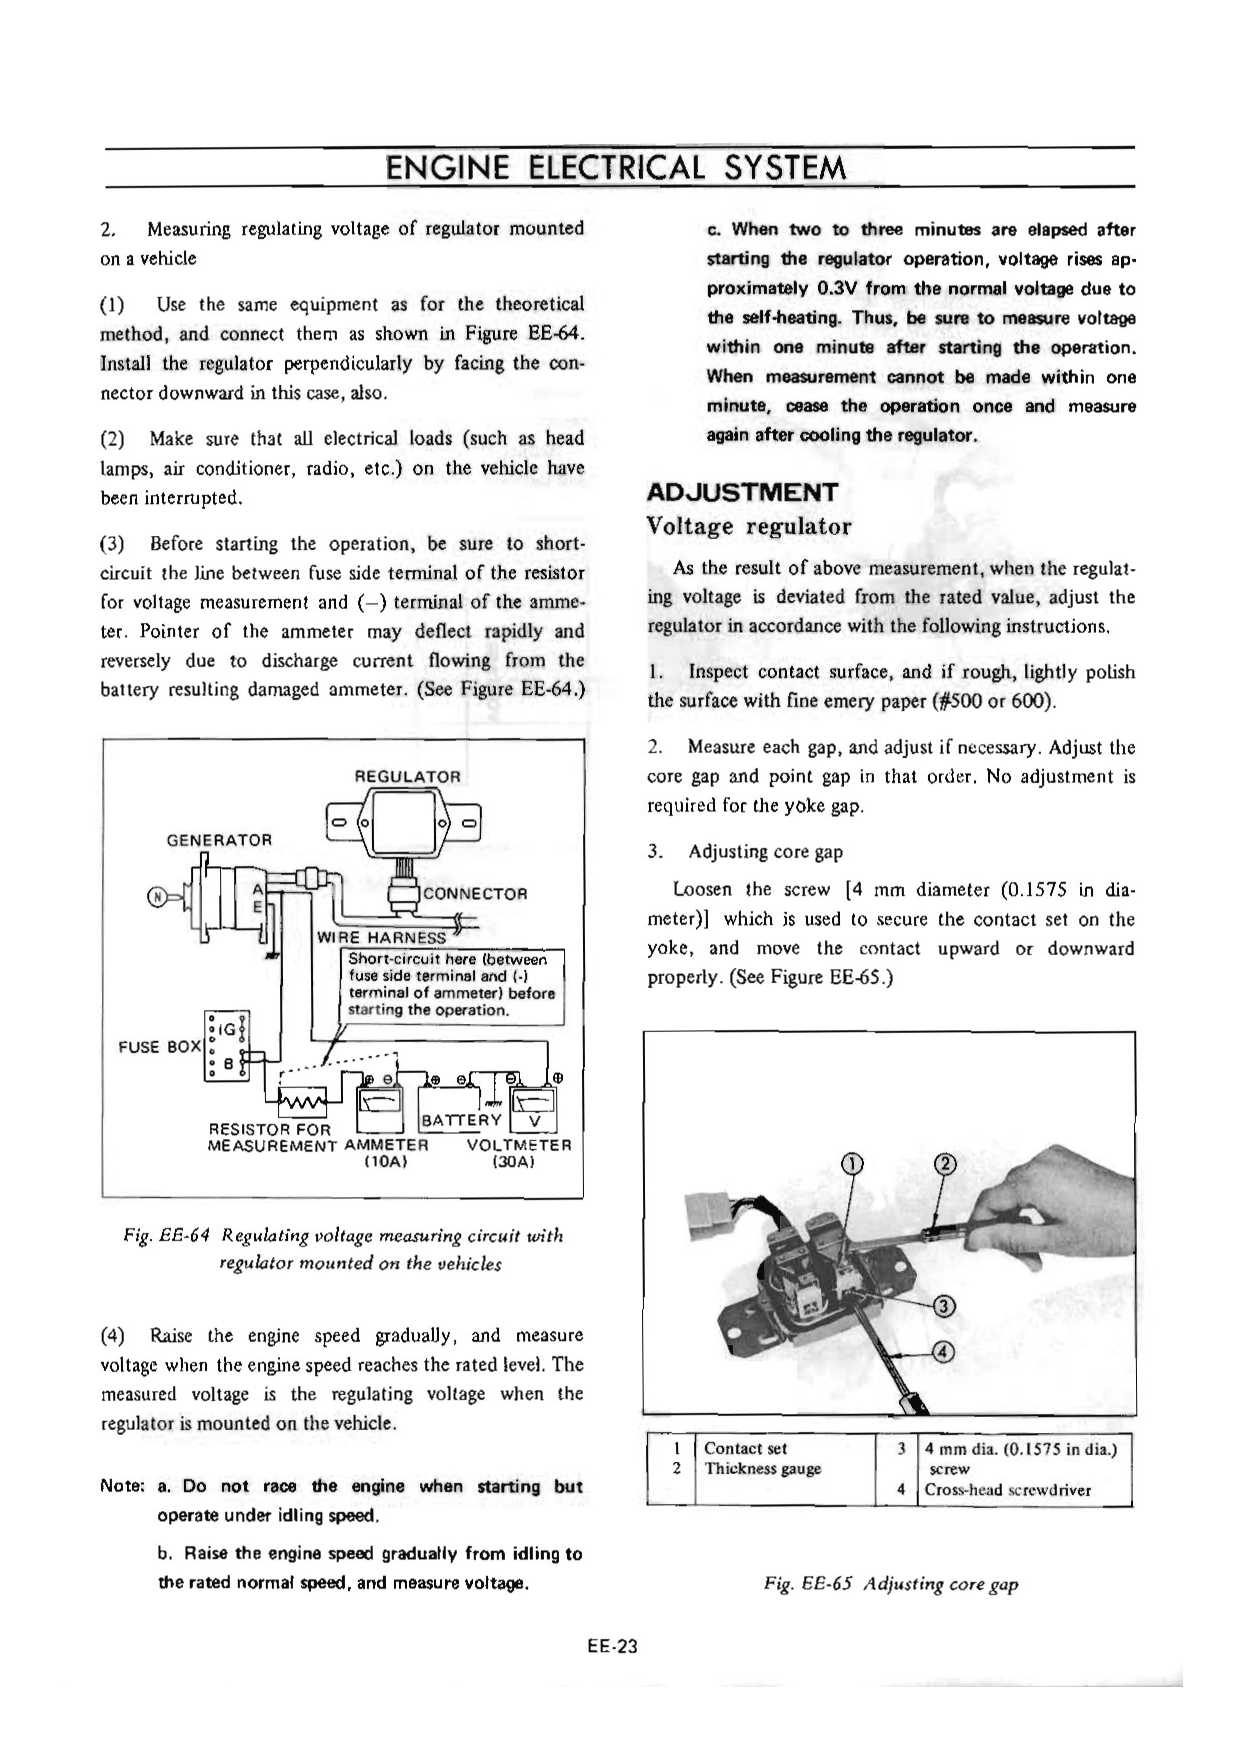 ENGINE ELECTRICAL SYSTEM
2. Measuring regulating voltage of regulator mounted
on a vehicle
(1) Use the same equipment as for the theoretical
method, and connect them as shown in Figure EE-64.
Install the regulator perpendicularly by facing the con-
nector downward in this case, also.
(2) Make sure that all electrical loads (such as head
lamps, air conditioner, radio, etc.) on the vehicle have
been interrupted.
(3) Before starting the operation, be sure to short-
circuit the line between fuse side terminal of the resistor
for voltage measurement and (−) terminal of the amme-
ter. Pointer of the ammeter may deflect rapidly and
reversely due to discharge current flowing from the
battery resulting damaged ammeter. (See Figure EE-64.)
REGULATOR
GENERATOR
N
A
E
CONNECTOR
WIRE HARNESS
Short-circuit here (between
fuse side terminal and (-)
terminal of ammeter) before
starting the operation.
FUSE BOX
IG
B
⊕ ⊖ ⊕ ⊖ ⊖ ⊕
BATTERY
V
RESISTOR FOR
MEASUREMENT AMMETER VOLTMETER
(10A) (30A)
Fig. EE-64 Regulating voltage measuring circuit with
regulator mounted on the vehicles
(4) Raise the engine speed gradually, and measure
voltage when the engine speed reaches the rated level. The
measured voltage is the regulating voltage when the
regulator is mounted on the vehicle.
Note: a. Do not race the engine when starting but
operate under idling speed.
b. Raise the engine speed gradually from idling to
the rated normal speed, and measure voltage.
c. When two to three minutes are elapsed after
starting the regulator operation, voltage rises ap-
proximately 0.3V from the normal voltage due to
the self-heating. Thus, be sure to measure voltage
within one minute after starting the operation.
When measurement cannot be made within one
minute, cease the operation once and measure
again after cooling the regulator.
ADJUSTMENT
Voltage regulator
As the result of above measurement, when the regulat-
ing voltage is deviated from the rated value, adjust the
regulator in accordance with the following instructions.
1. Inspect contact surface, and if rough, lightly polish
the surface with fine emery paper (#500 or 600).
2. Measure each gap, and adjust if necessary. Adjust the
core gap and point gap in that order. No adjustment is
required for the yoke gap.
3. Adjusting core gap
Loosen the screw [4 mm diameter (0.1575 in dia-
meter)] which is used to secure the contact set on the
yoke, and move the contact upward or downward
properly. (See Figure EE-65.)
1 2
3
4
1 Contact set 3 4 mm dia. (0.1575 in dia.)
2 Thickness gauge screw
4 Cross-head screwdriver
Fig. EE-65 Adjusting core gap
EE-23